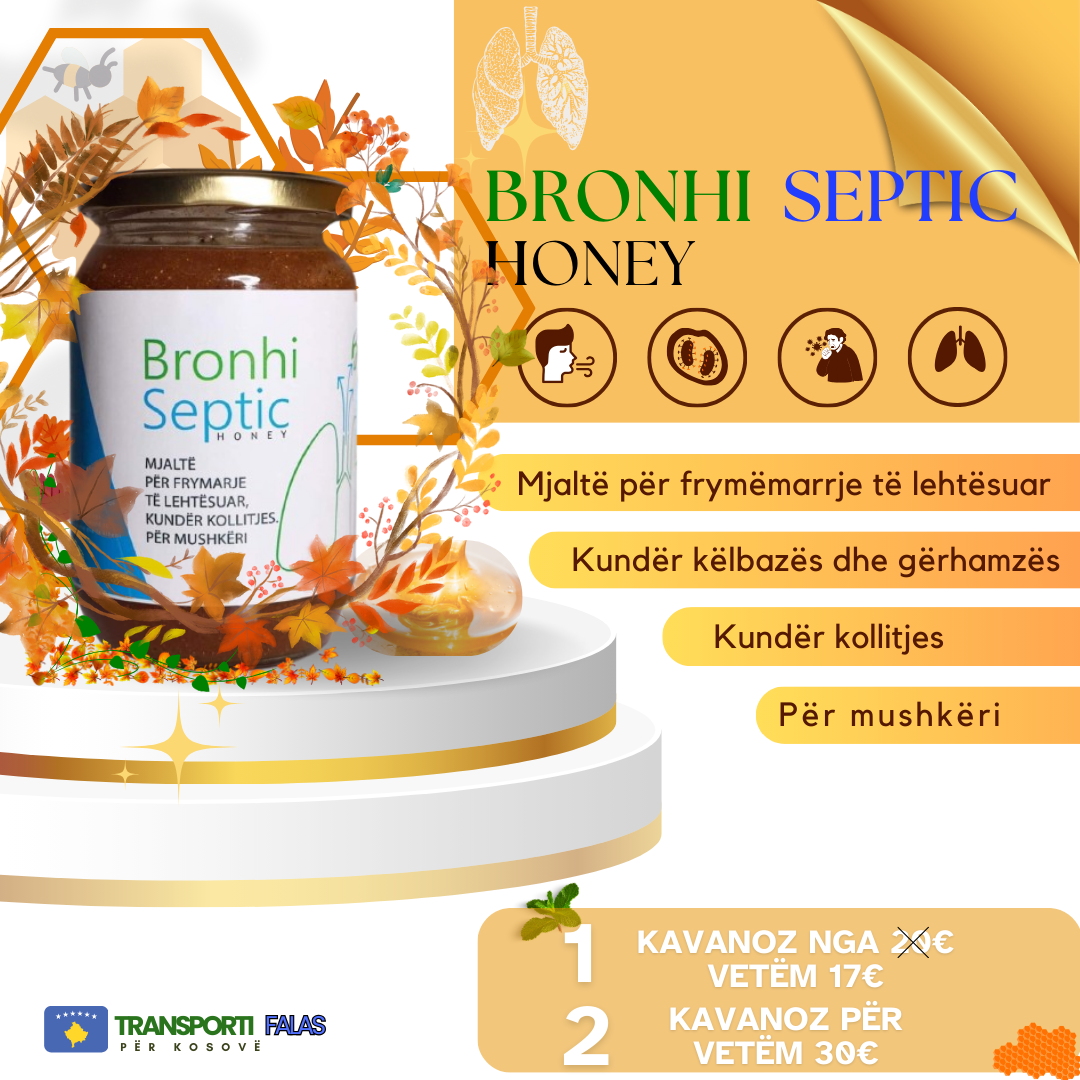 BRONHI SEPTIC
HONEY
Bronhi
Septic
HONEY
MJALTË
PËR FRYMARJE
TË LEHTËSUAR,
KUNDËR KOLLITJES.
PËR MUSHKËRI
Mjaltë për frymëmarrje të lehtësuar
Kundër këlbazës dhe gërhamzës
Kundër kollitjes
Për mushkëri
1 KAVANOZ NGA 20€
VETËM 17€
2 KAVANOZ PËR
VETËM 30€
TRANSPORTI FALAS
PËR KOSOVË